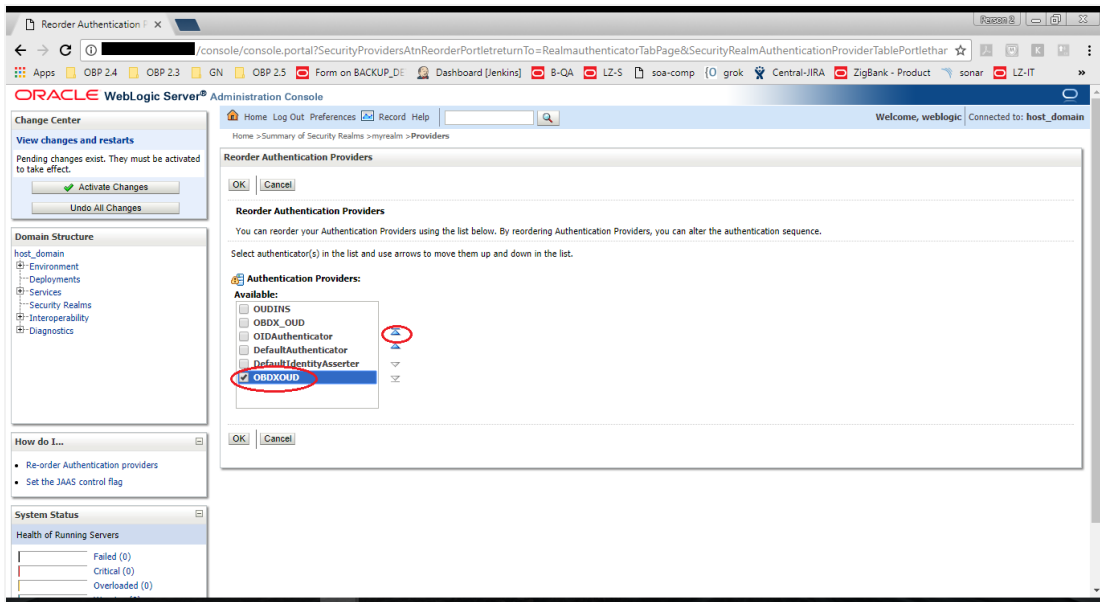 Reorder Authentication P
Person 2
/console/console.portal?SecurityProvidersAtnReorderPortletreturnTo=RealmauthenticatorTabPage&SecurityRealmAuthenticationProviderTablePortlethar
Apps OBP 2.4 OBP 2.3 GN OBP 2.5 Form on BACKUP_DE Dashboard [Jenkins] B-QA LZ-S soa-comp {O grok Central-JIRA ZigBank - Product sonar LZ-IT »
ORACLE WebLogic Server® Administration Console
Change Center
View changes and restarts
Pending changes exist. They must be activated
to take effect.
Activate Changes
Undo All Changes
Domain Structure
host_domain
Environment
Deployments
Services
Security Realms
Interoperability
Diagnostics
How do I...
Re-order Authentication providers
Set the JAAS control flag
System Status
Health of Running Servers
Failed (0)
Critical (0)
Overloaded (0)
Home Log Out Preferences Record Help
Welcome, weblogic Connected to: host_domain
Home >Summary of Security Realms >myrealm >Providers
Reorder Authentication Providers
OK Cancel
Reorder Authentication Providers
You can reorder your Authentication Providers using the list below. By reordering Authentication Providers, you can alter the authentication sequence.
Select authenticator(s) in the list and use arrows to move them up and down in the list.
Authentication Providers:
Available:
OUDINS
OBDX_OUD
OIDAuthenticator
DefaultAuthenticator
DefaultIdentityAsserter
OBDXOUD
OK Cancel